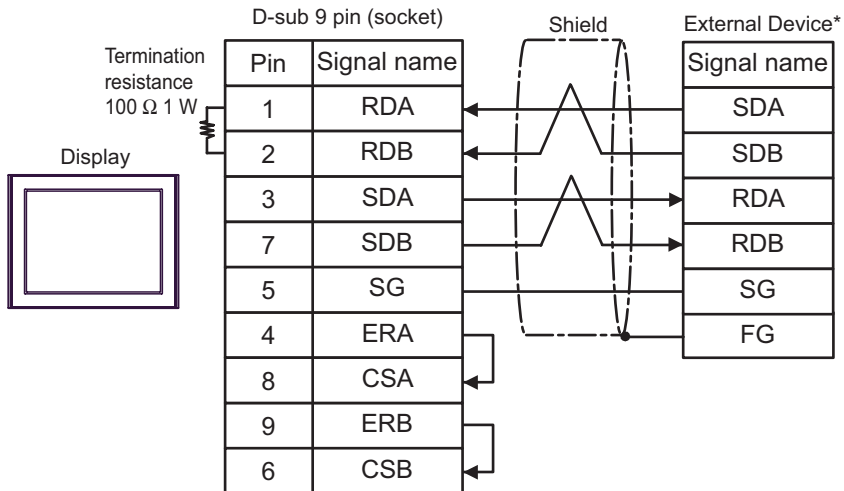 D-sub 9 pin (socket)
Shield
External Device*
Termination
resistance
100 Ω 1 W
Display
Pin Signal name
1 RDA
2 RDB
3 SDA
7 SDB
5 SG
4 ERA
8 CSA
9 ERB
6 CSB
Signal name
SDA
SDB
RDA
RDB
SG
FG